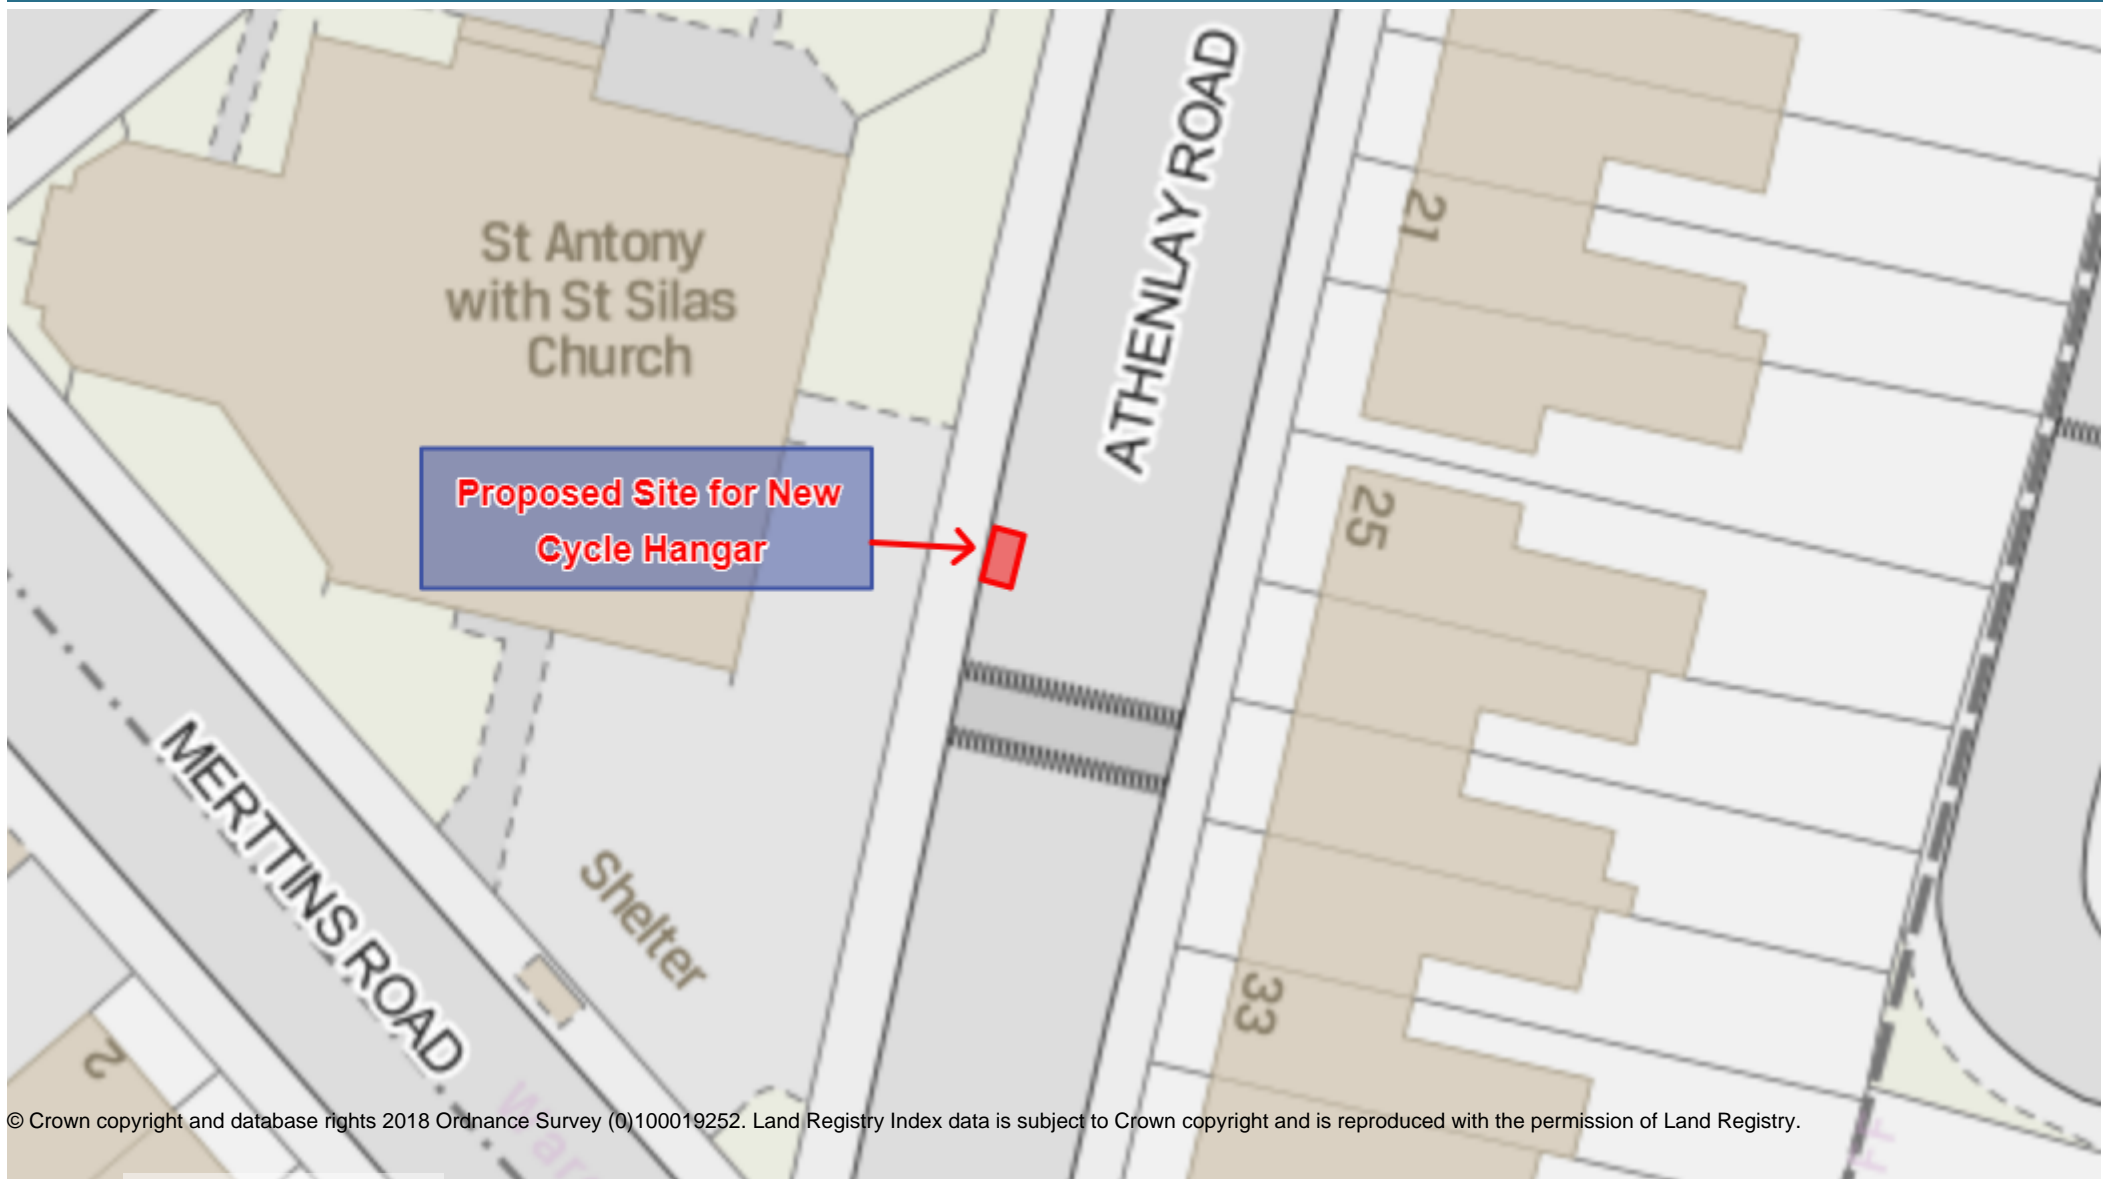 ATHENLAY ROAD
21
St Antony
with St Silas
Church
Proposed Site for New
Cycle Hangar
25
MERTTINS ROAD
Shelter
33
2
© Crown copyright and database rights 2018 Ordnance Survey (0)100019252. Land Registry Index data is subject to Crown copyright and is reproduced with the permission of Land Registry.